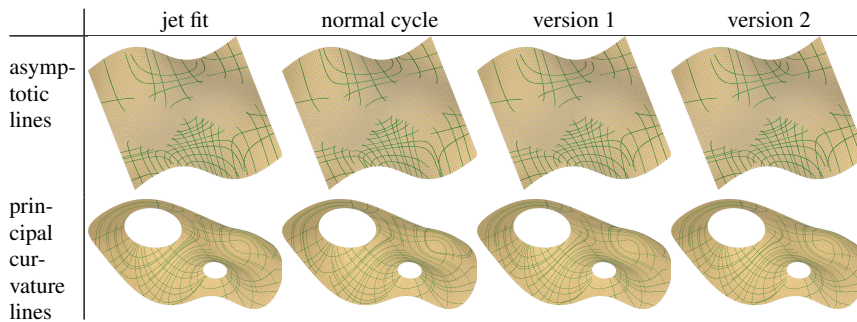 jet fit normal cycle version 1 version 2
asymp-
totic
lines
prin-
cipal
cur-
vature
lines